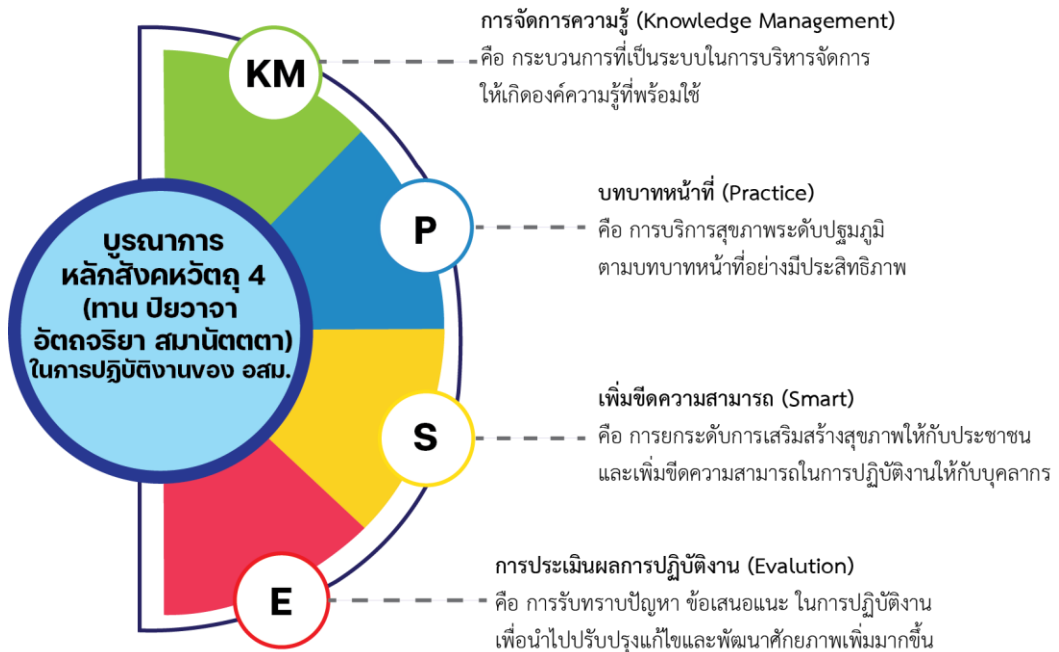 KM
การจัดการความรู้ (Knowledge Management)
คือ กระบวนการที่เป็นระบบในการบริหารจัดการ
ให้เกิดองค์ความรู้ที่พร้อมใช้
P
บทบาทหน้าที่ (Practice)
คือ การบริการสุขภาพระดับปฐมภูมิ
ตามบทบาทหน้าที่อย่างมีประสิทธิภาพ
บูรณาการ
หลักสังคหวัตถุ 4
(ทาน ปิยวาจา
อัตถจริยา สมานัตตตา)
ในการปฏิบัติงานของ อสม.
S
เพิ่มขีดความสามารถ (Smart)
คือ การยกระดับการเสริมสร้างสุขภาพให้กับประชาชน
และเพิ่มขีดความสามารถในการปฏิบัติงานให้กับบุคลากร
E
การประเมินผลการปฏิบัติงาน (Evalution)
คือ การรับทราบปัญหา ข้อเสนอแนะ ในการปฏิบัติงาน
เพื่อนำไปปรับปรุงแก้ไขและพัฒนาศักยภาพเพิ่มมากขึ้น